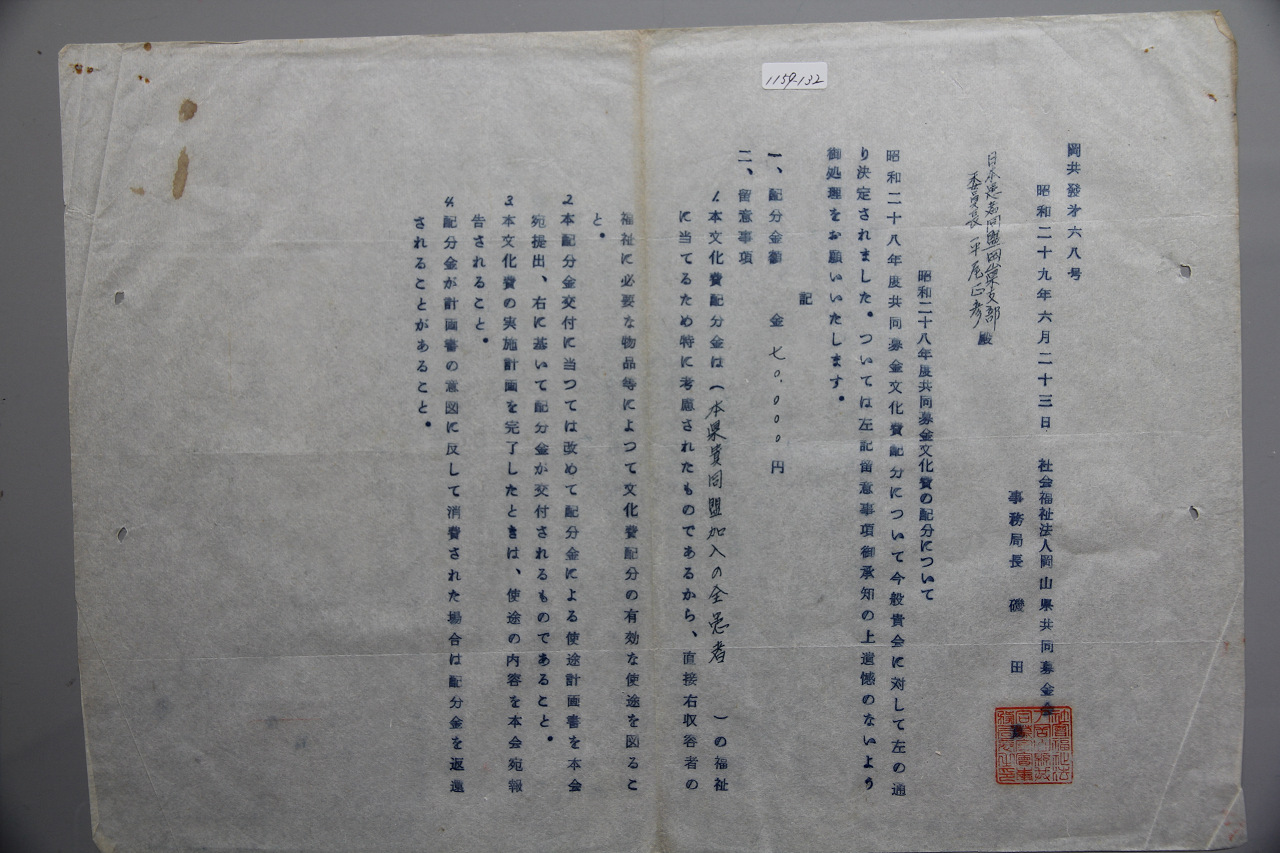 1159-132
岡共發才六八号
昭和二十九年六月二十三日
社会福祉法人岡山県共同募金会
事務局長 磯田
日本患者同盟岡山県支部
委員長 平尾正孝 殿
昭和二十八年度共同募金文化費の配分について
昭和二十八年度共同募金文化費配分について今般貴会に対して左の通
り決定されました。ついては左記留意事項御承知の上遺憾のないよう
御処理をお願いいたします。
記
一、配分金額 金 七〇.〇〇〇円
二、留意事項
1.本文化費配分金は(本県貴同盟加入の全患者)の福祉
に当てるため特に考慮されたものであるから、直接右収容者の
福祉に必要な物品等によつて文化費配分の有効な使途を図るこ
と。
2.本配分金交付に当つては改めて配分金による使途計画書を本会
宛提出、右に基いて配分金が交付されるものであること。
3.本文化費の実施計画を完了したときは、使途の内容を本会宛報
告されること。
4.配分金が計画書の意図に反して消費された場合は配分金を返還
されることがあること。